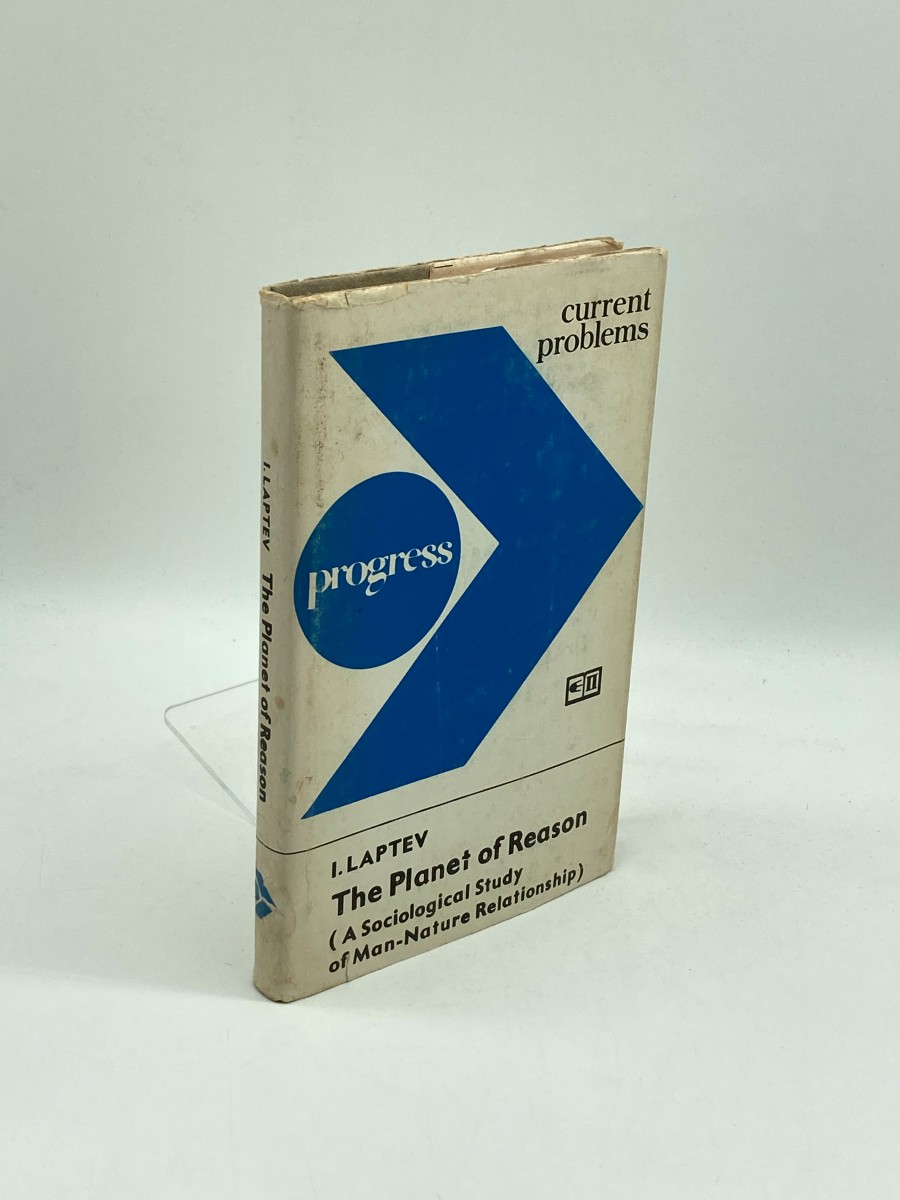 current
problems
progress
I. LAPTEV
The Planet of Reason
(A Sociological Study
of Man-Nature Relationship)
I. LAPTEV The Planet of Reason